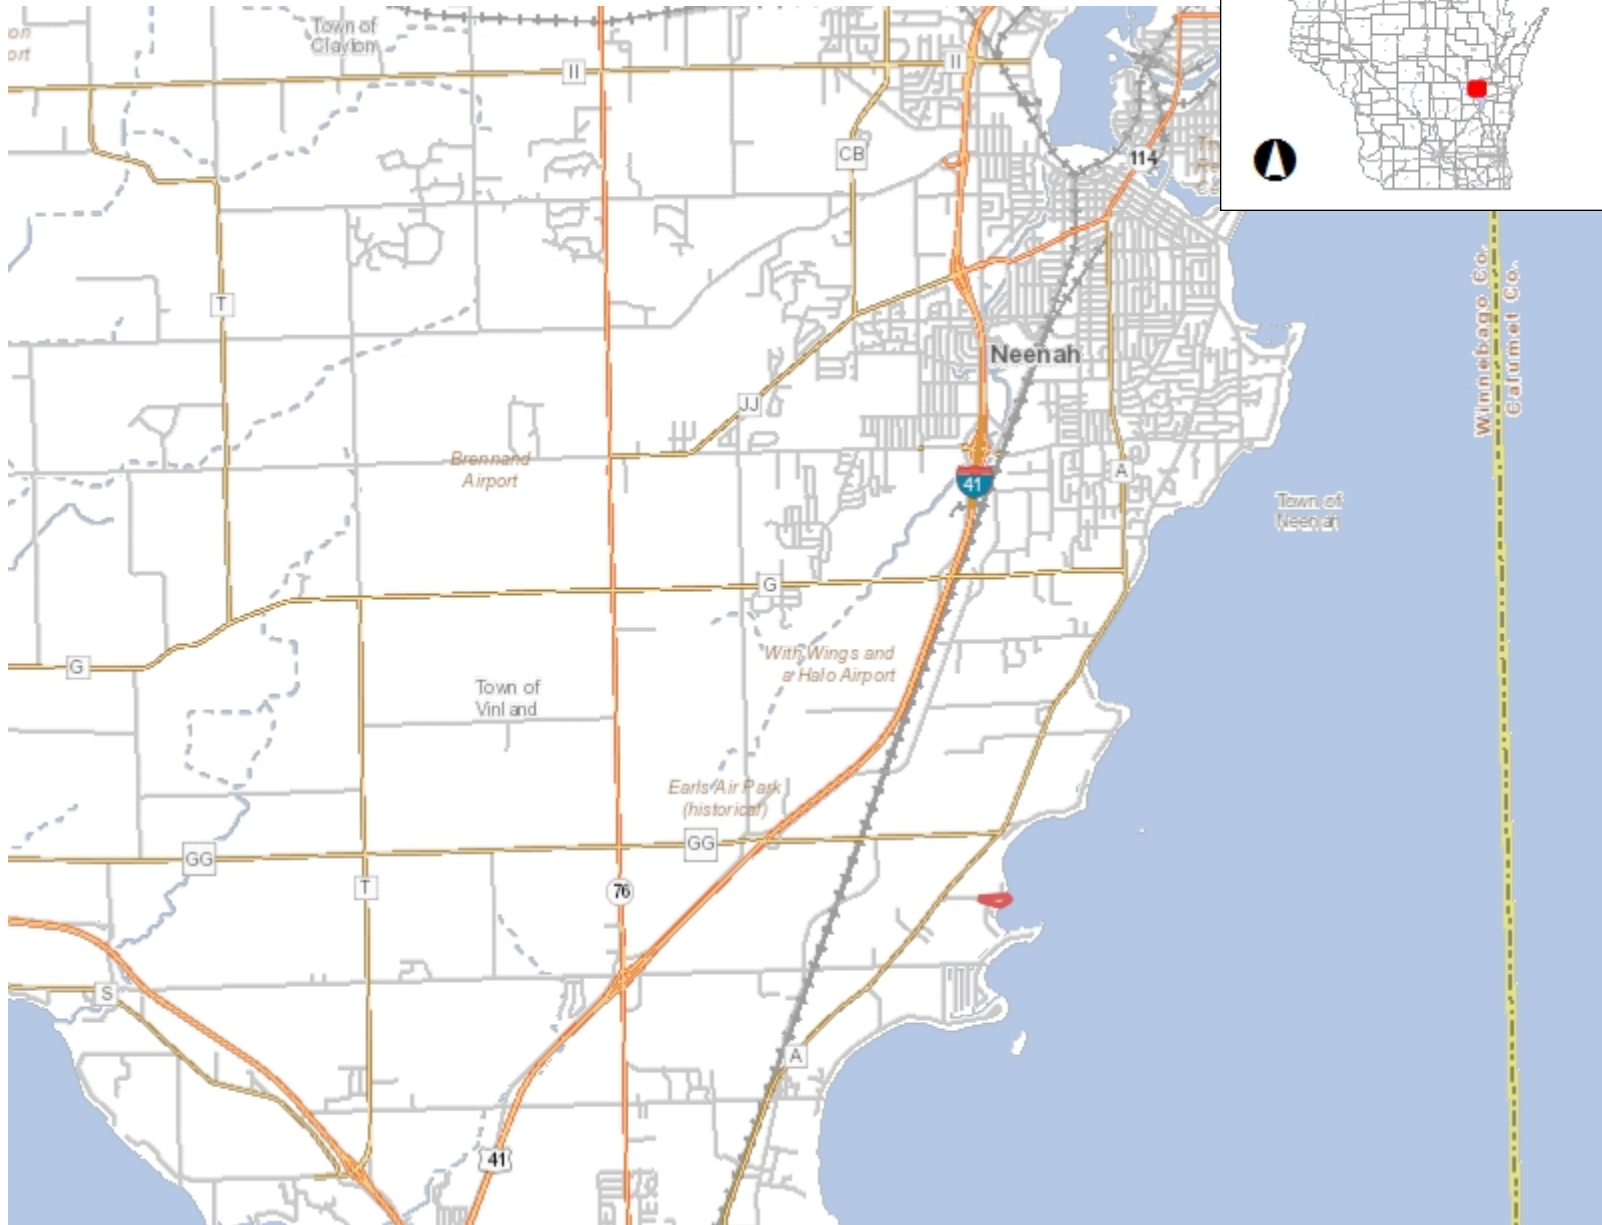 Town of
Clayton
II
II
CB
114
T
Winnebago Co.
Calumet Co.
Neenah
JJ
Brennand
Airport
A
41
Town of
Neenah
G
With Wings and
a Halo Airport
G
Town of
Vinland
Earls Air Park
(historical)
GG
GG
T
76
S
A
41